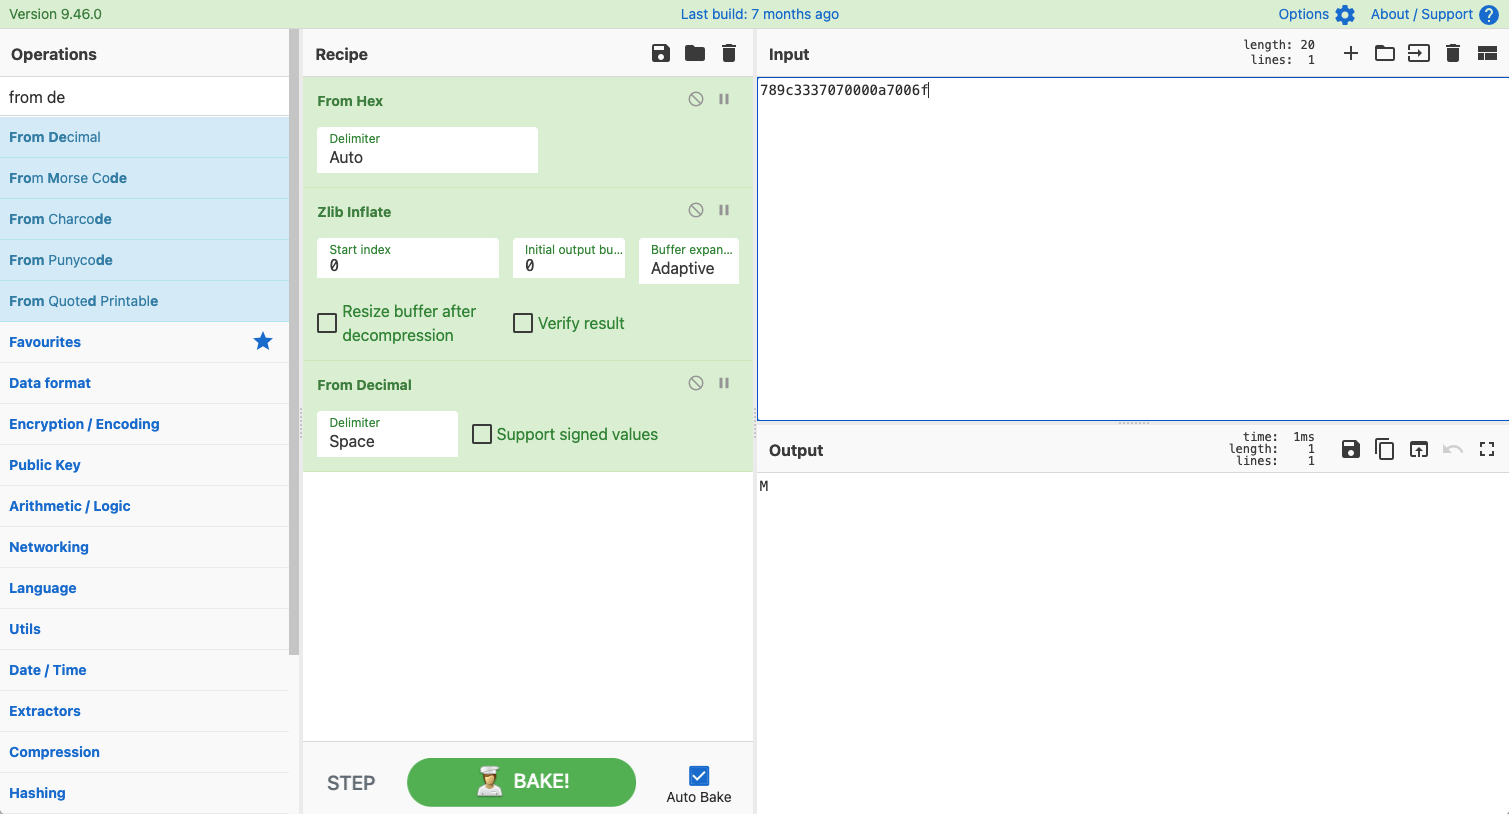 Version 9.46.0
Last build: 7 months ago
Options
About / Support
?
Operations
from de
From Decimal
From Morse Code
From Charcode
From Punycode
From Quoted Printable
Favourites
Data format
Encryption / Encoding
Public Key
Arithmetic / Logic
Networking
Language
Utils
Date / Time
Extractors
Compression
Hashing
Recipe
From Hex
Delimiter
Auto
Zlib Inflate
Start index
0
Initial output bu...
0
Buffer expan...
Adaptive
Resize buffer after
decompression
Verify result
From Decimal
Delimiter
Space
Support signed values
STEP
BAKE!
Auto Bake
Input
length: 20
lines: 1
789c3337070000a7006f
Output
time: 1ms
length: 1
lines: 1
M